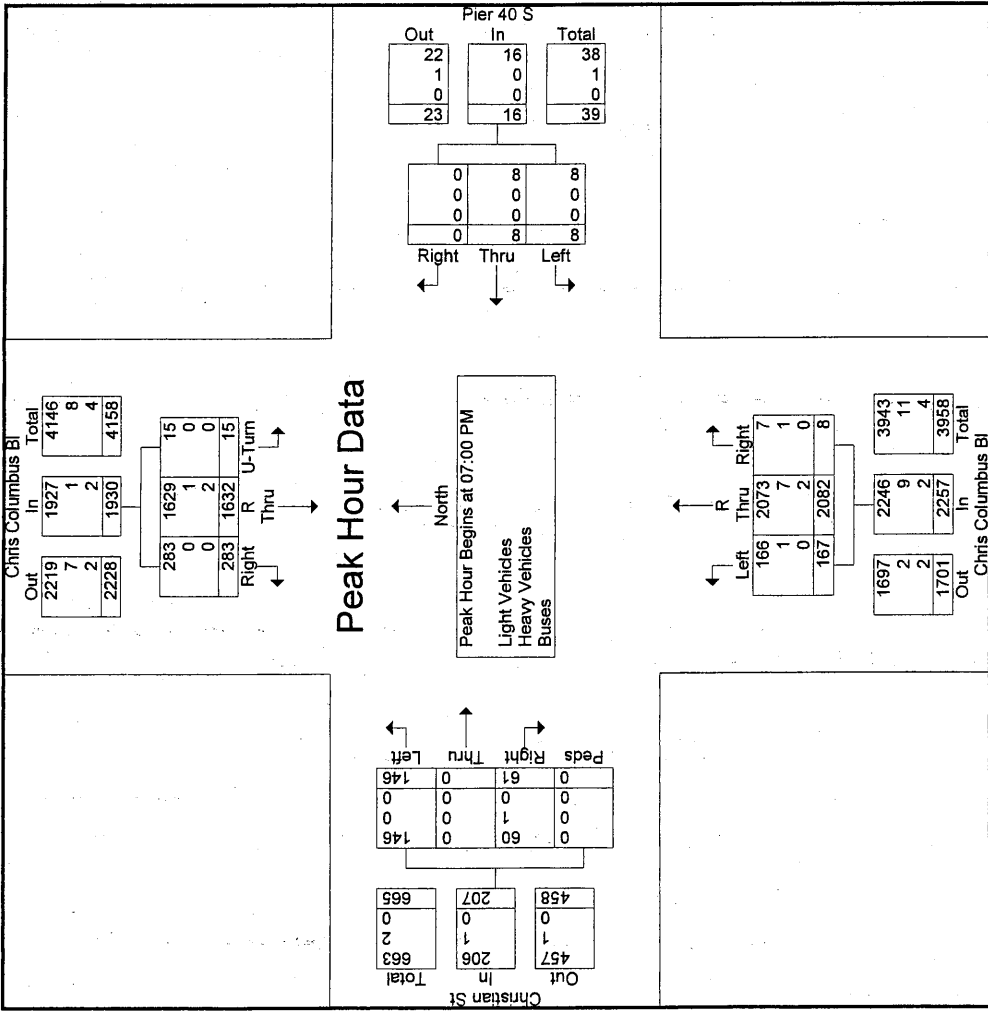 Pier 40 S
Out In Total
22 16 38
1 0 1
0 0 0
23 16 39
0 8 8
0 0 0
0 0 0
0 8 8
Right Thru Left
Chris Columbus Bl
Out In Total
2219 1927 4146
7 1 8
2 2 4
2228 1930 4158
283 1629 15
0 1 0
0 2 0
283 1632 15
Right R Thru U-Turn
Peak Hour Data
North
Peak Hour Begins at 07:00 PM
Light Vehicles
Heavy Vehicles
Buses
Left R Thru Right
166 2073 7
1 7 1
0 2 0
167 2082 8
1697 2246 3943
2 9 11
2 2 4
1701 2257 3958
Out In Total
Chris Columbus Bl
Left Thru Right Peds
146 0 61 0
0 0 0 0
0 0 1 0
146 0 60 0
665 207 458
0 0 0
2 1 1
663 206 457
Total In Out
Christian St